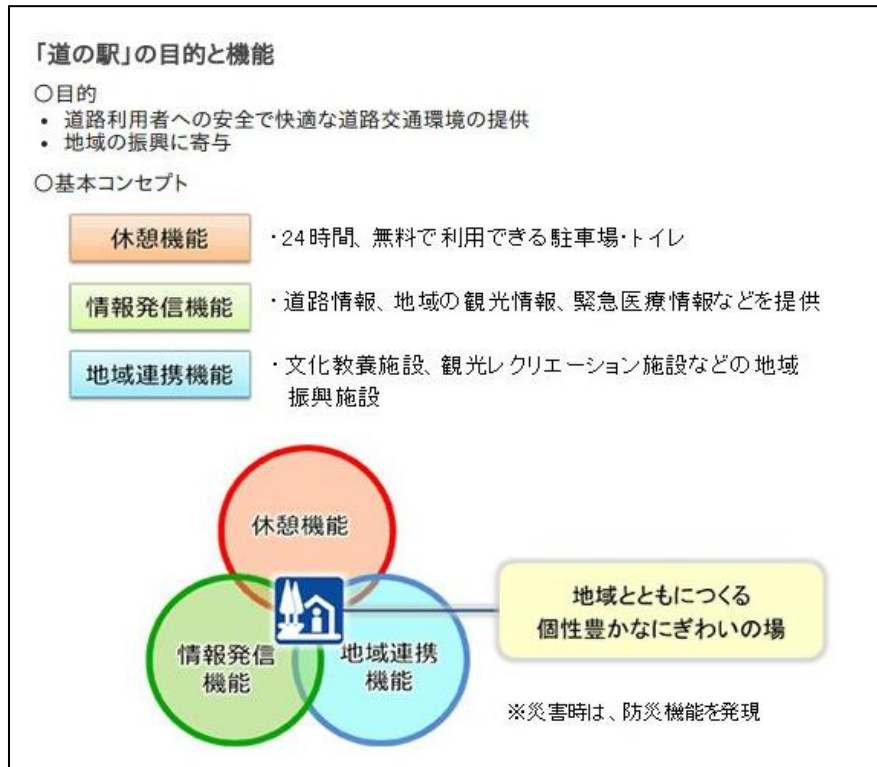 「道の駅」の目的と機能
〇目的
• 道路利用者への安全で快適な道路交通環境の提供
• 地域の振興に寄与
〇基本コンセプト
休憩機能 ・24時間、無料で利用できる駐車場・トイレ
情報発信機能 ・道路情報、地域の観光情報、緊急医療情報などを提供
地域連携機能 ・文化教養施設、観光レクリエーション施設などの地域
振興施設
休憩機能
情報発信
機能
地域連携
機能
地域とともにつくる
個性豊かなにぎわいの場
※災害時は、防災機能を発現